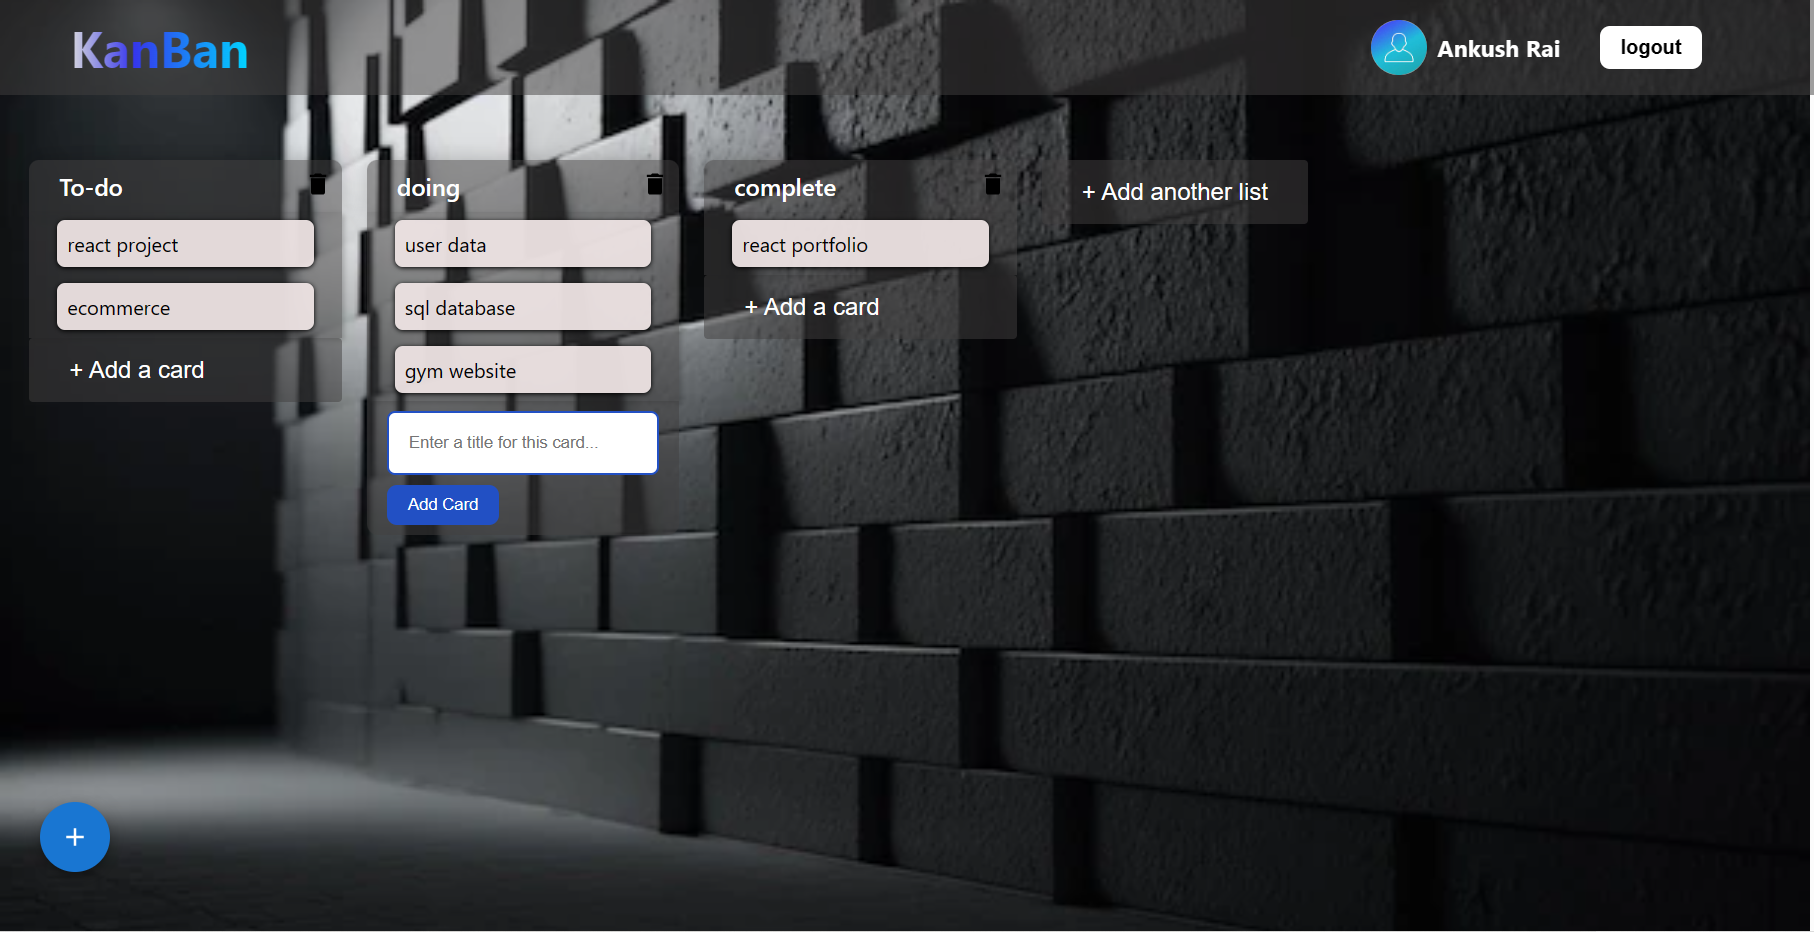 KanBan
Ankush Rai
logout
To-do
react project
ecommerce
+ Add a card
doing
user data
sql database
gym website
Enter a title for this card...
Add Card
complete
react portfolio
+ Add a card
+ Add another list
+